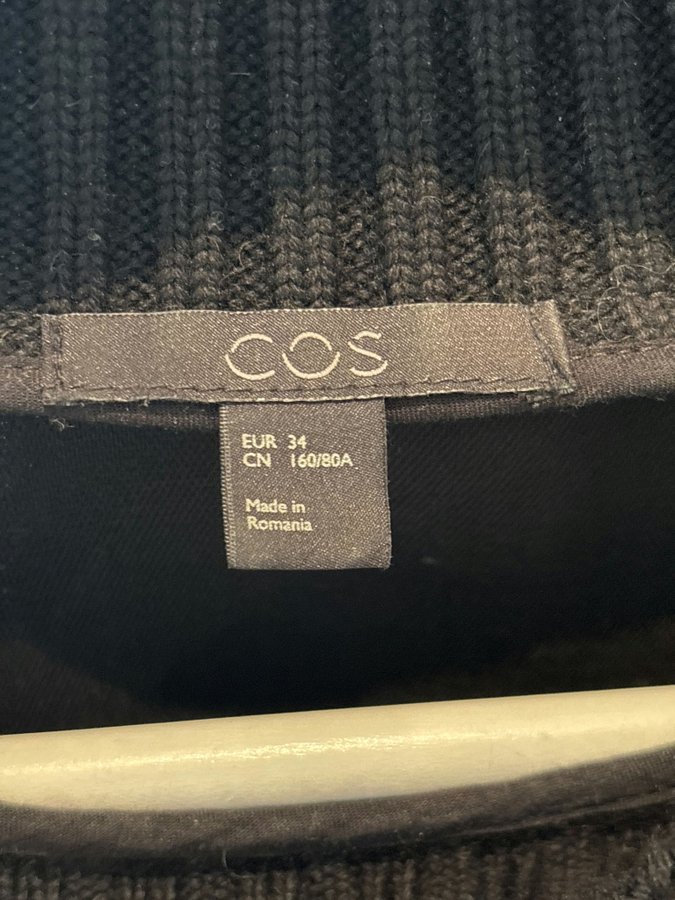 COS
EUR 34
CN 160/80A
Made in
Romania